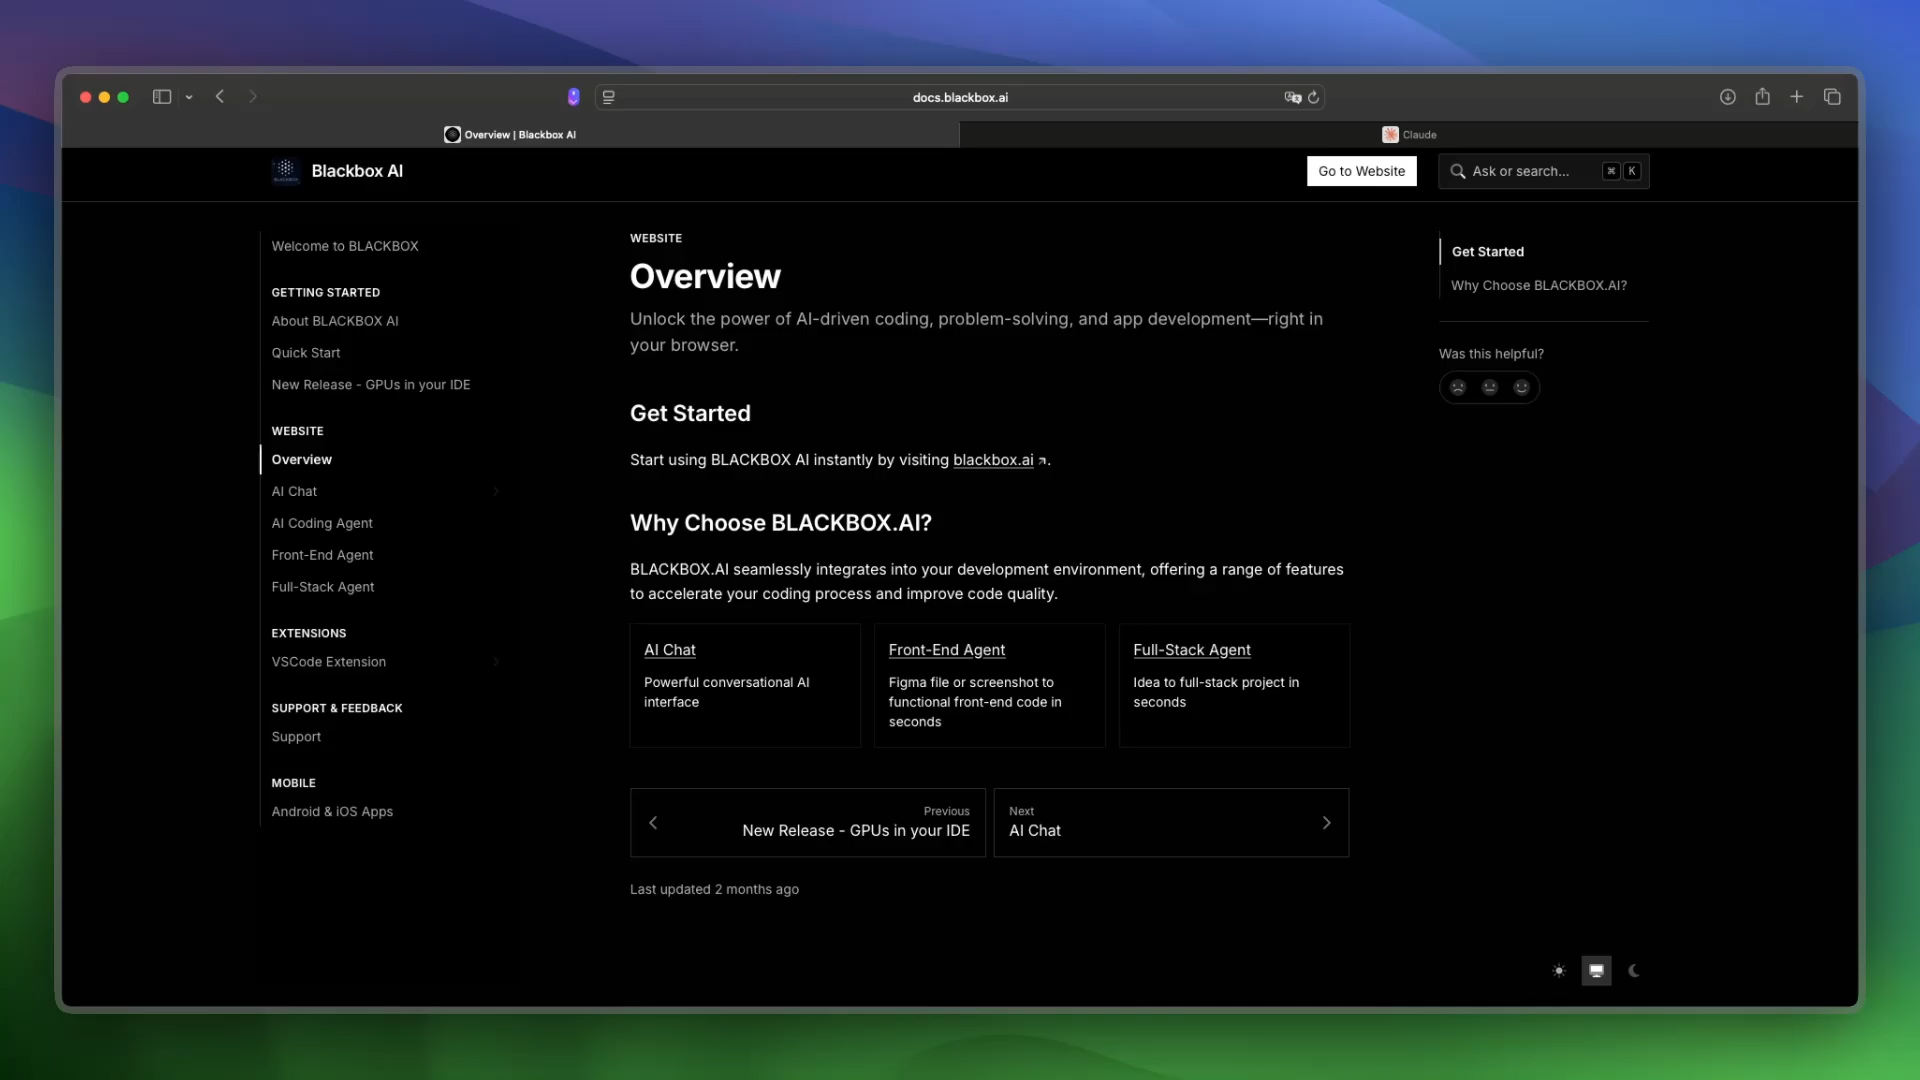 docs.blackbox.ai
Overview | Blackbox AI
Claude
Blackbox AI
Go to Website
Ask or search...
⌘ K
Welcome to BLACKBOX
GETTING STARTED
About BLACKBOX AI
Quick Start
New Release - GPUs in your IDE
WEBSITE
Overview
AI Chat
AI Coding Agent
Front-End Agent
Full-Stack Agent
EXTENSIONS
VSCode Extension
SUPPORT & FEEDBACK
Support
MOBILE
Android & iOS Apps
WEBSITE
Overview
Unlock the power of AI-driven coding, problem-solving, and app development—right in
your browser.
Get Started
Start using BLACKBOX AI instantly by visiting blackbox.ai ↗.
Why Choose BLACKBOX.AI?
BLACKBOX.AI seamlessly integrates into your development environment, offering a range of features
to accelerate your coding process and improve code quality.
AI Chat
Powerful conversational AI
interface
Front-End Agent
Figma file or screenshot to
functional front-end code in
seconds
Full-Stack Agent
Idea to full-stack project in
seconds
Previous
New Release - GPUs in your IDE
Next
AI Chat
Last updated 2 months ago
Get Started
Why Choose BLACKBOX.AI?
Was this helpful?